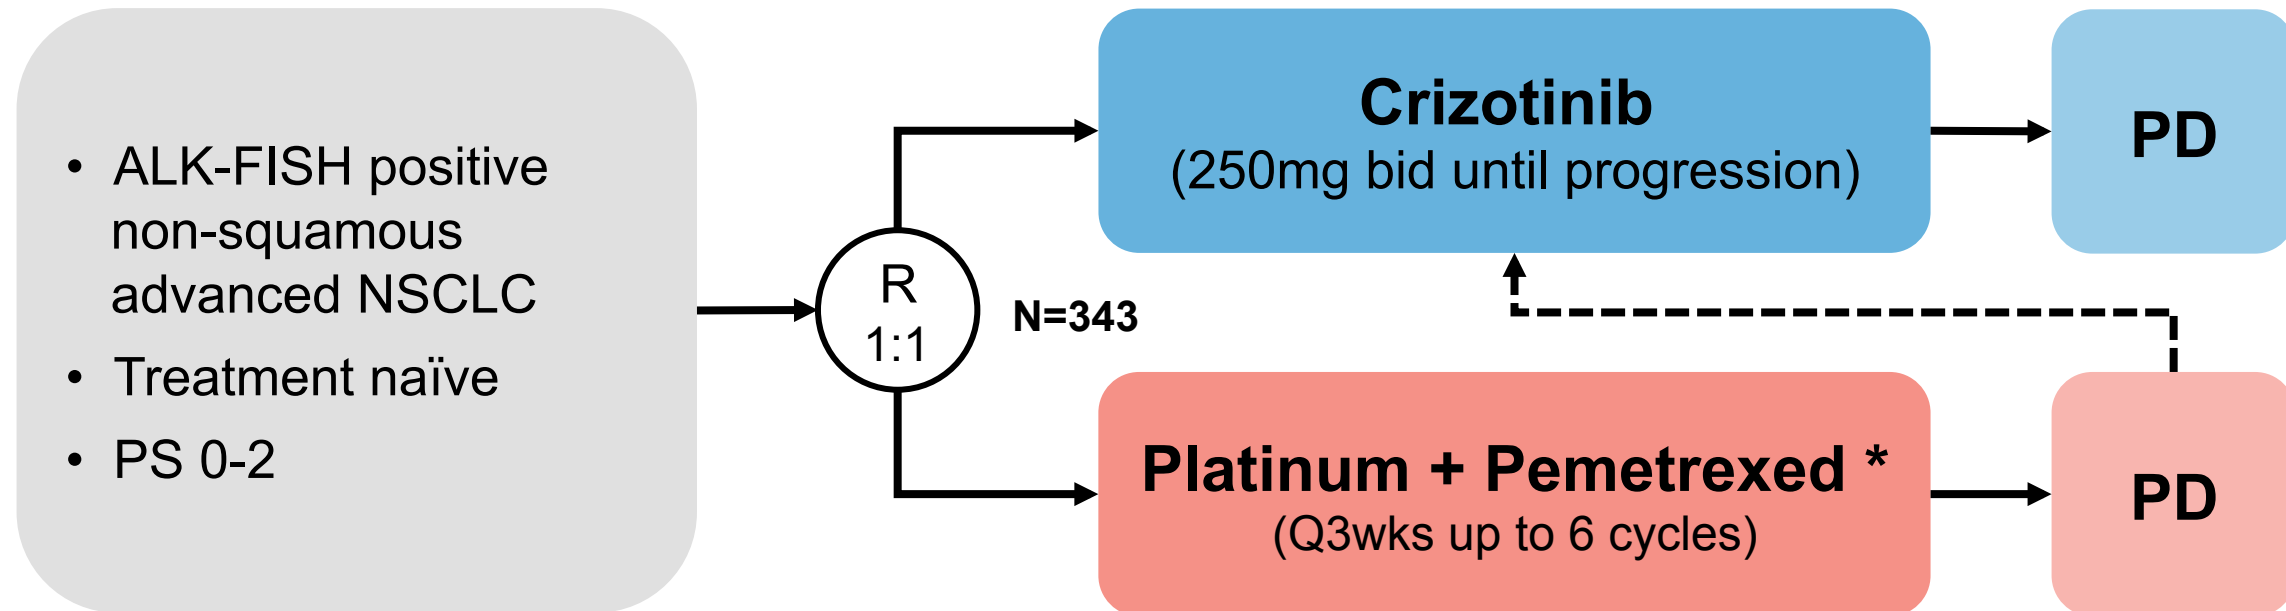 • ALK-FISH positive
non-squamous
advanced NSCLC
• Treatment naïve
• PS 0-2
R
1:1
N=343
Crizotinib
(250mg bid until progression)
PD
Platinum + Pemetrexed *
(Q3wks up to 6 cycles)
PD